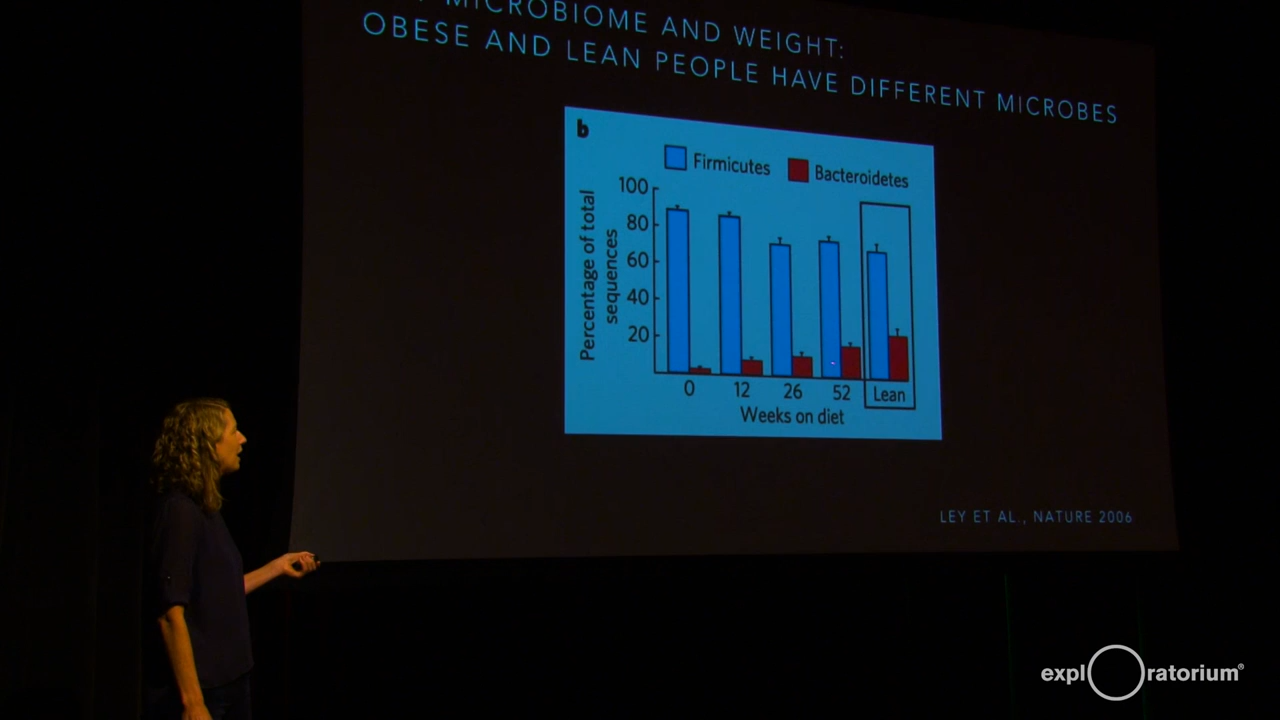 MICROBIOME AND WEIGHT:
OBESE AND LEAN PEOPLE HAVE DIFFERENT MICROBES
b
Firmicutes
Bacteroidetes
Percentage of total
sequences
100
80
60
40
20
0
12
26
52
Lean
Weeks on diet
LEY ET AL., NATURE 2006
expl ratorium®